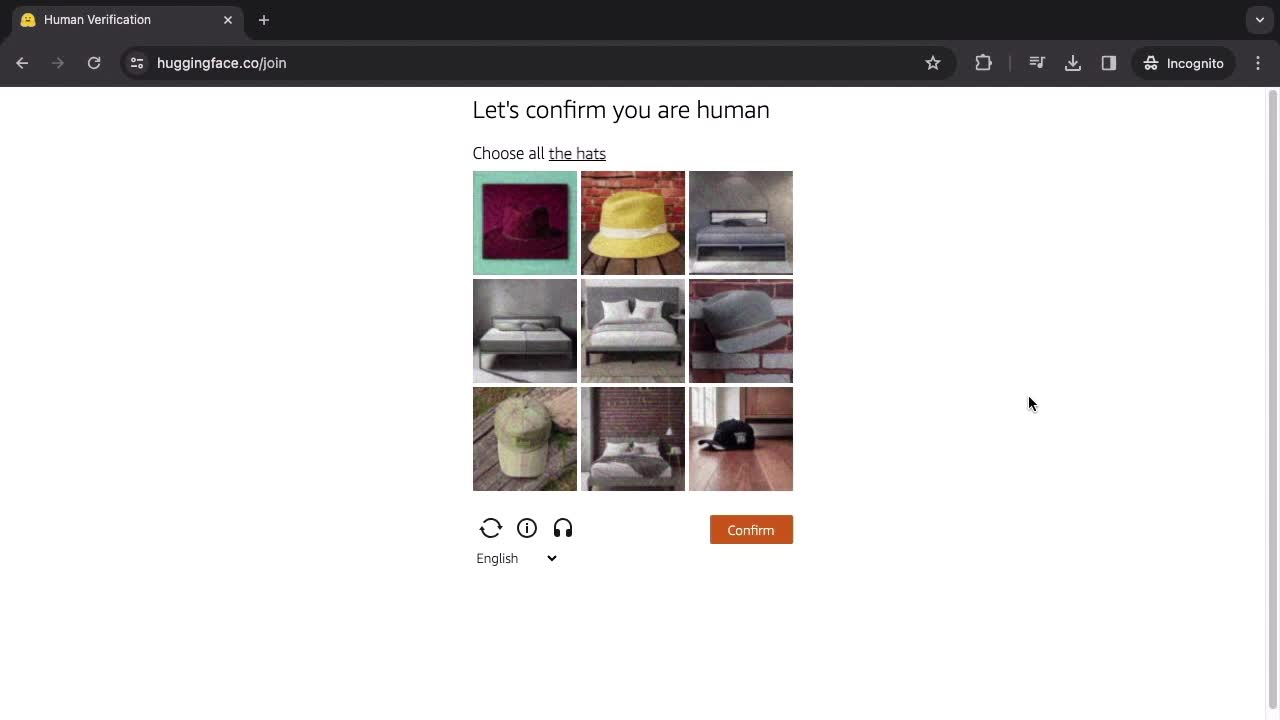 Human Verification
huggingface.co/join
Incognito
Let's confirm you are human
Choose all the hats
Confirm
English